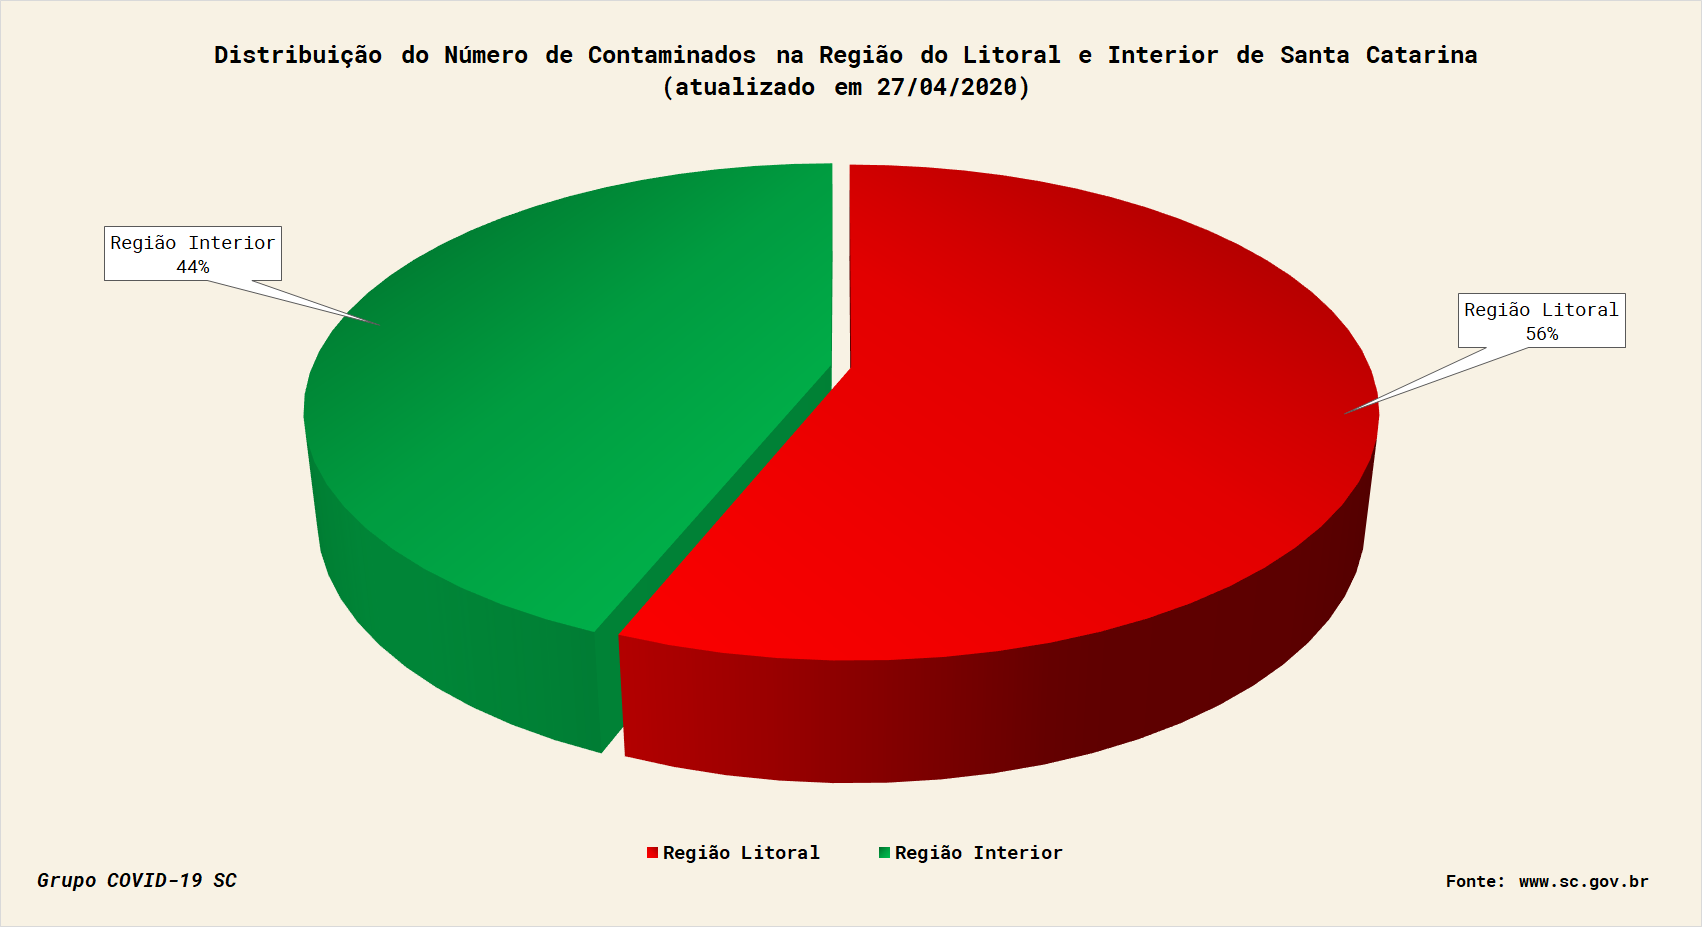 Distribuição do Número de Contaminados na Região do Litoral e Interior de Santa Catarina
(atualizado em 27/04/2020)
Região Interior
44%
Região Litoral
56%
Região Litoral
Região Interior
Grupo COVID-19 SC
Fonte: www.sc.gov.br